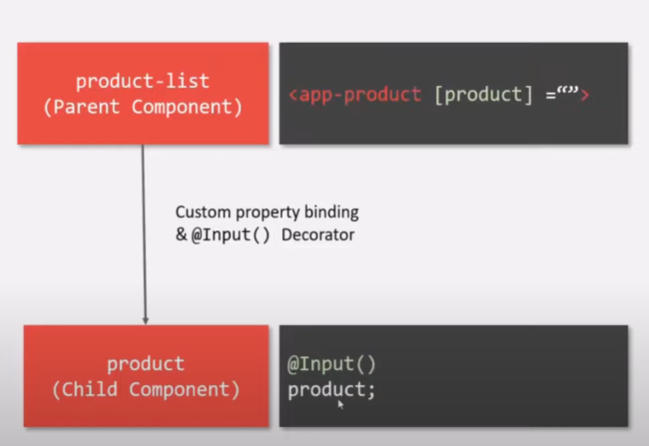 product-list
(Parent Component)
<app-product [product] =“”>
Custom property binding
& @Input() Decorator
product
(Child Component)
@Input()
product;